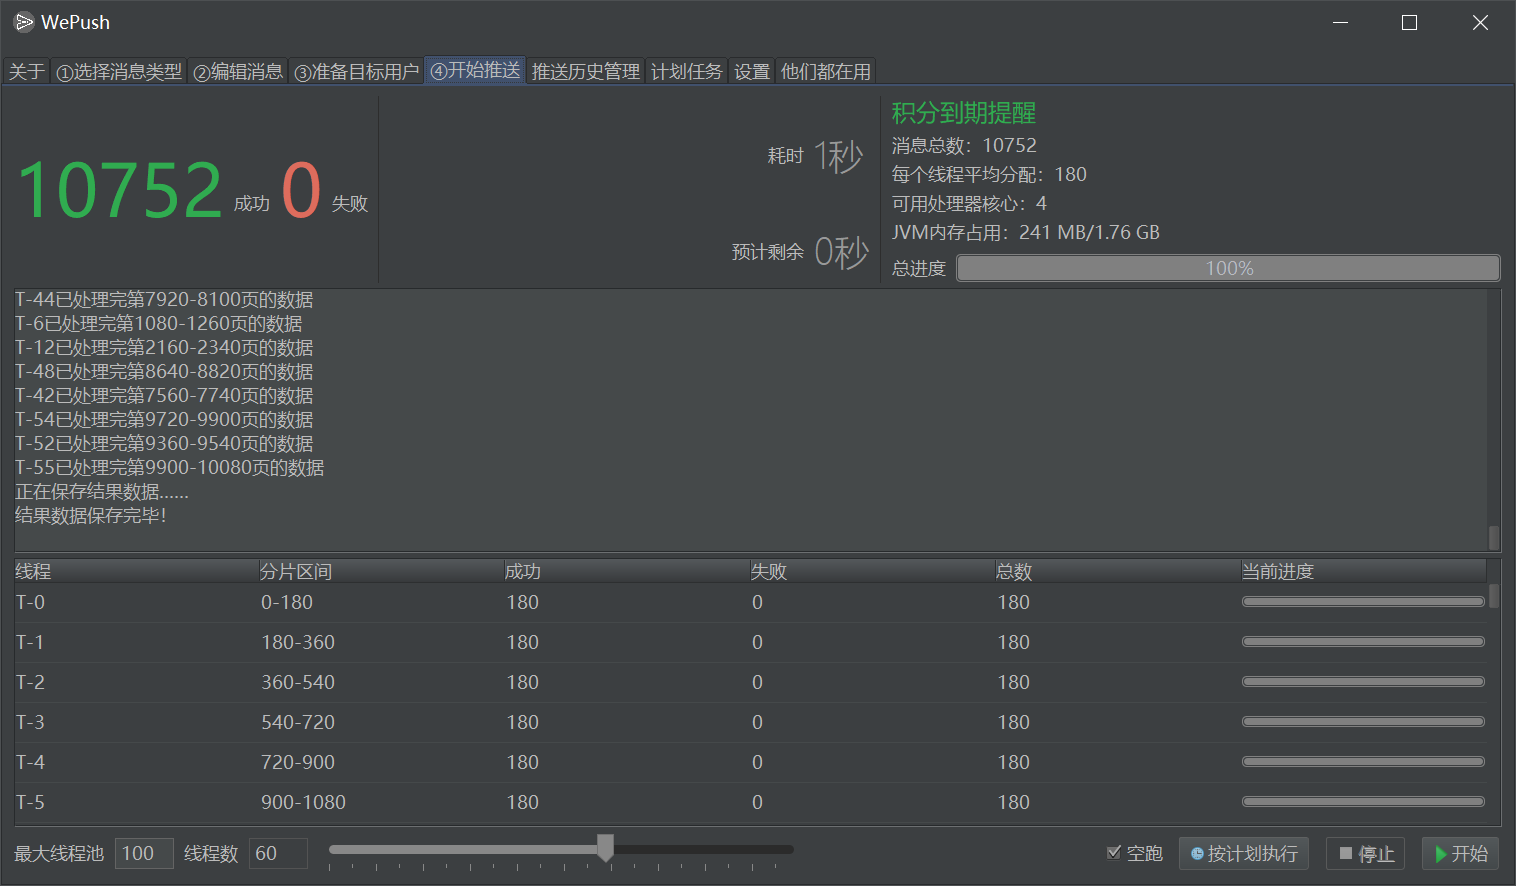 WePush
关于 ①选择消息类型 ②编辑消息 ③准备目标用户 ④开始推送 推送历史管理 计划任务 设置 他们都在用
10752 成功 0 失败
耗时 1秒
预计剩余 0秒
积分到期提醒
消息总数：10752
每个线程平均分配：180
可用处理器核心：4
JVM内存占用：241 MB/1.76 GB
总进度 100%
T-44已处理完第7920-8100页的数据
T-6已处理完第1080-1260页的数据
T-12已处理完第2160-2340页的数据
T-48已处理完第8640-8820页的数据
T-42已处理完第7560-7740页的数据
T-54已处理完第9720-9900页的数据
T-52已处理完第9360-9540页的数据
T-55已处理完第9900-10080页的数据
正在保存结果数据......
结果数据保存完毕！
线程 分片区间 成功 失败 总数 当前进度
T-0 0-180 180 0 180
T-1 180-360 180 0 180
T-2 360-540 180 0 180
T-3 540-720 180 0 180
T-4 720-900 180 0 180
T-5 900-1080 180 0 180
最大线程池 100 线程数 60 空跑 按计划执行 停止 开始